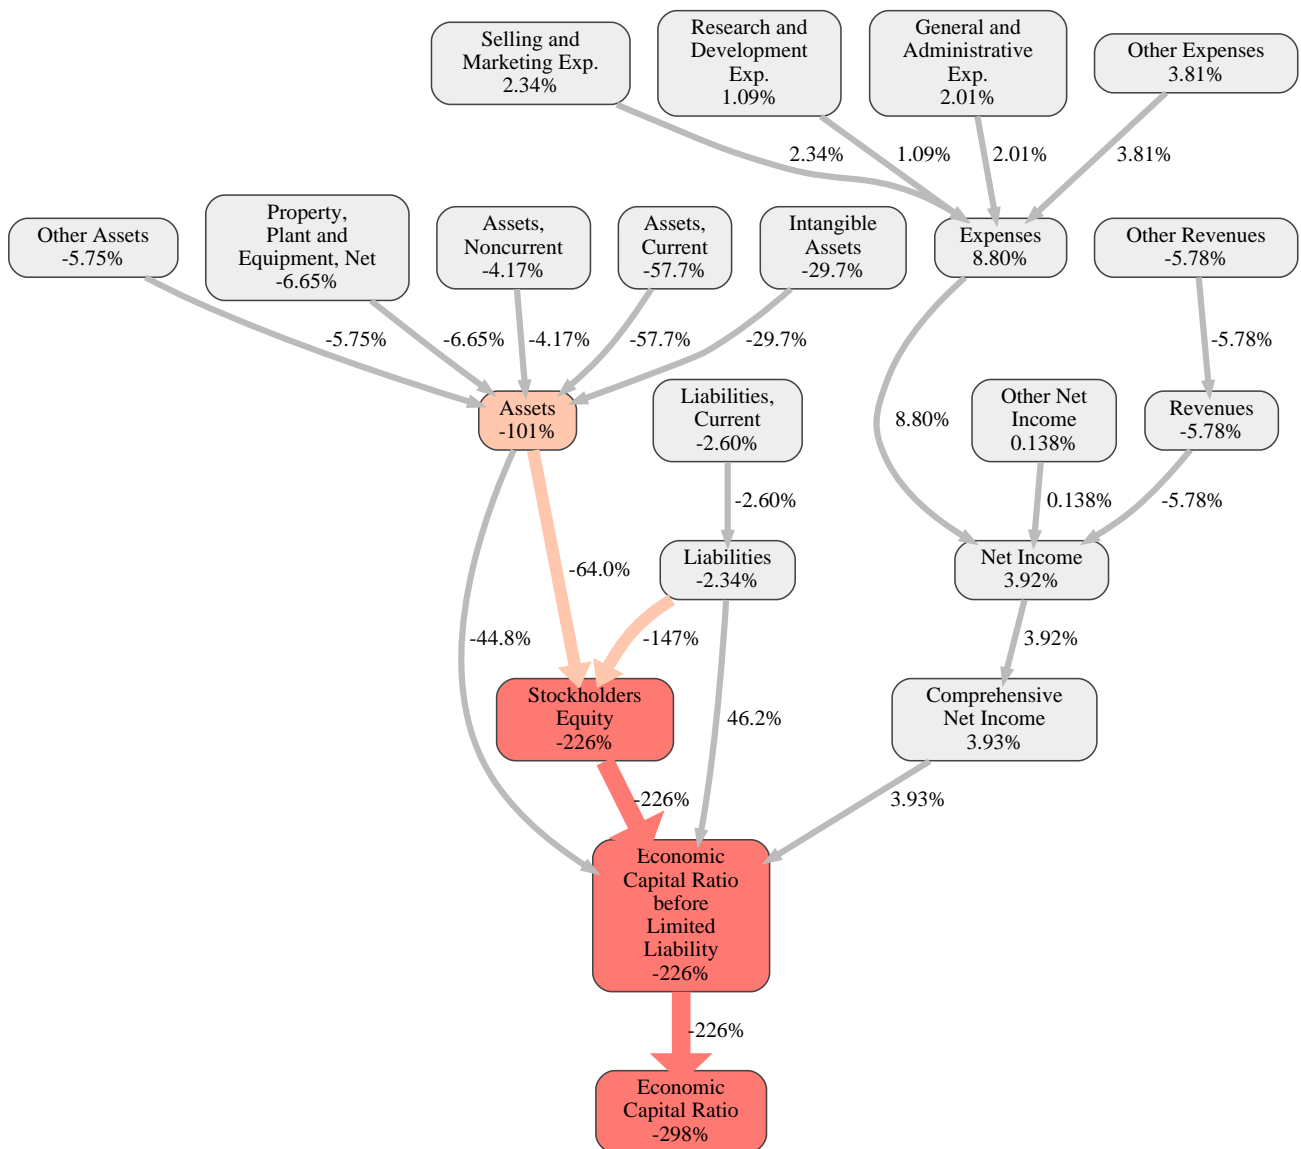 Selling and
Marketing Exp.
2.34%
Research and
Development
Exp.
1.09%
General and
Administrative
Exp.
2.01%
Other Expenses
3.81%
2.34%
1.09%
2.01%
3.81%
Other Assets
-5.75%
Property,
Plant and
Equipment, Net
-6.65%
Assets,
Noncurrent
-4.17%
Assets,
Current
-57.7%
Intangible
Assets
-29.7%
Expenses
8.80%
Other Revenues
-5.78%
-5.75%
-6.65%
-4.17%
-57.7%
-29.7%
-5.78%
Assets
-101%
Liabilities,
Current
-2.60%
8.80%
Other Net
Income
0.138%
Revenues
-5.78%
-2.60%
0.138%
-5.78%
-64.0%
Liabilities
-2.34%
Net Income
3.92%
-44.8%
-147%
3.92%
Stockholders
Equity
-226%
46.2%
Comprehensive
Net Income
3.93%
-226%
3.93%
Economic
Capital Ratio
before
Limited
Liability
-226%
-226%
Economic
Capital Ratio
-298%